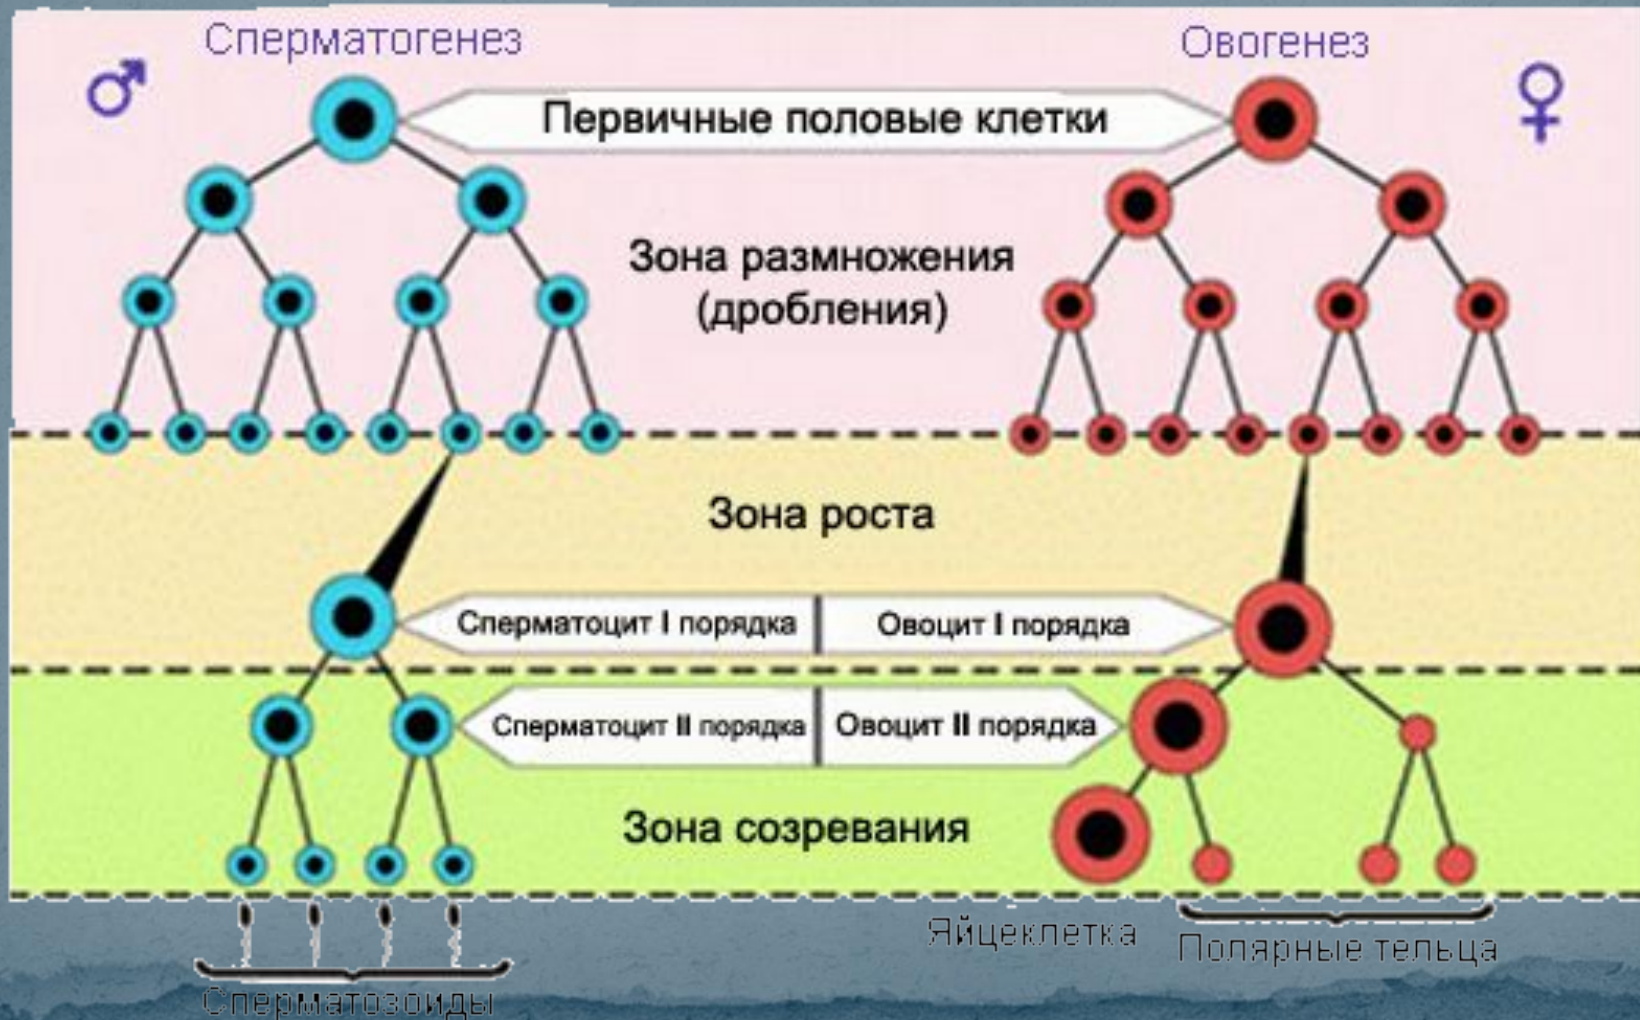 Сперматогенез
Овогенез
Первичные половые клетки
Зона размножения
(дробления)
Зона роста
Сперматоцит I порядка
Овоцит I порядка
Сперматоцит II порядка
Овоцит II порядка
Зона созревания
Яйцеклетка
Полярные тельца
Сперматозоиды